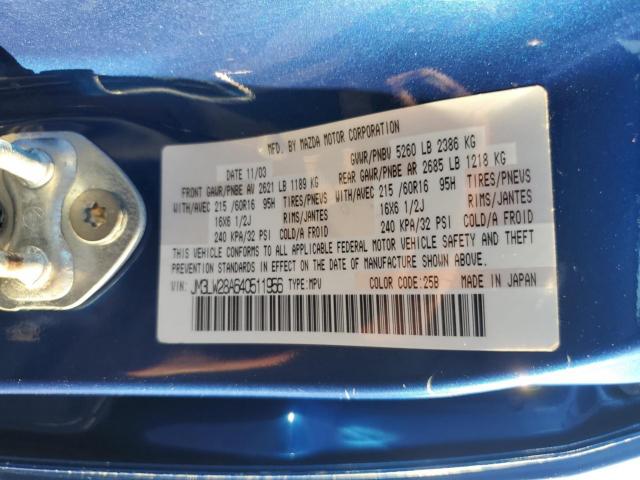 MFD. BY MAZDA MOTOR CORPORATION
DATE 11/03 GVWR/PNBV 5260 LB 2386 KG
FRONT GAWR/PNBE AV 2621 LB 1189 KG REAR GAWR/PNBE AR 2685 LB 1218 KG
WITH/AVEC 215 /60R16 95H TIRES/PNEUS WITH/AVEC 215 /60R16 95H TIRES/PNEUS
16X6 1/2J RIMS/JANTES 16X6 1/2J RIMS/JANTES
240 KPA/32 PSI COLD/A FROID 240 KPA/32 PSI COLD/A FROID
THIS VEHICLE CONFORMS TO ALL APPLICABLE FEDERAL MOTOR VEHICLE SAFETY AND THEFT
PREVENTION STANDARDS IN EFFECT ON THE DATE OF MANUFACTURE SHOWN ABOVE.
VIN: JM3LW28A640511956 TYPE:MPV COLOR CODE:25B MADE IN JAPAN